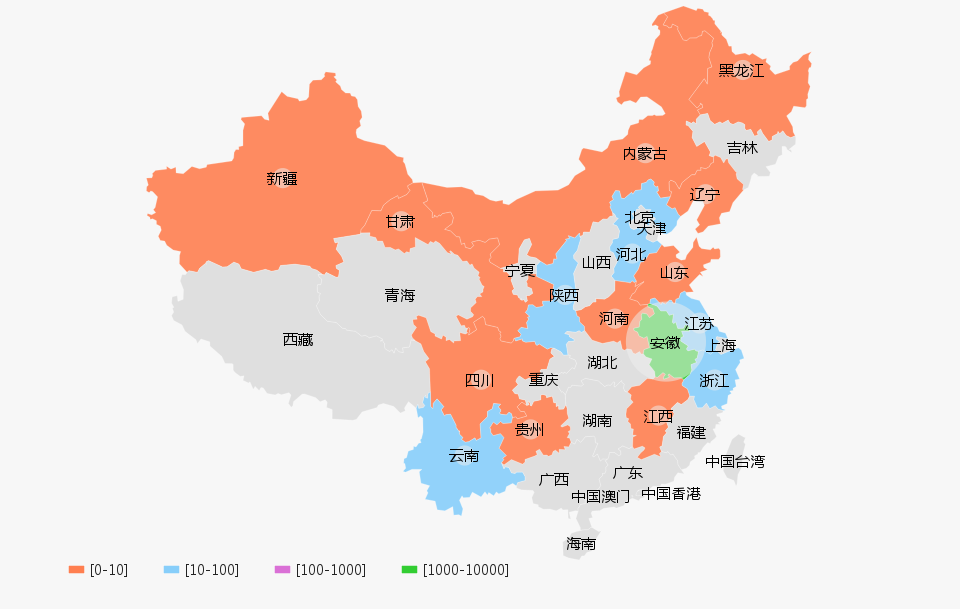 黑龙江
吉林
内蒙古
新疆
辽宁
甘肃
北京
天津
河北
山西
宁夏
山东
青海
陕西
河南
江苏
西藏
安徽
上海
湖北
四川
重庆
浙江
江西
湖南
贵州
福建
云南
中国台湾
广东
广西
中国香港
中国澳门
海南
[0-10]
[10-100]
[100-1000]
[1000-10000]